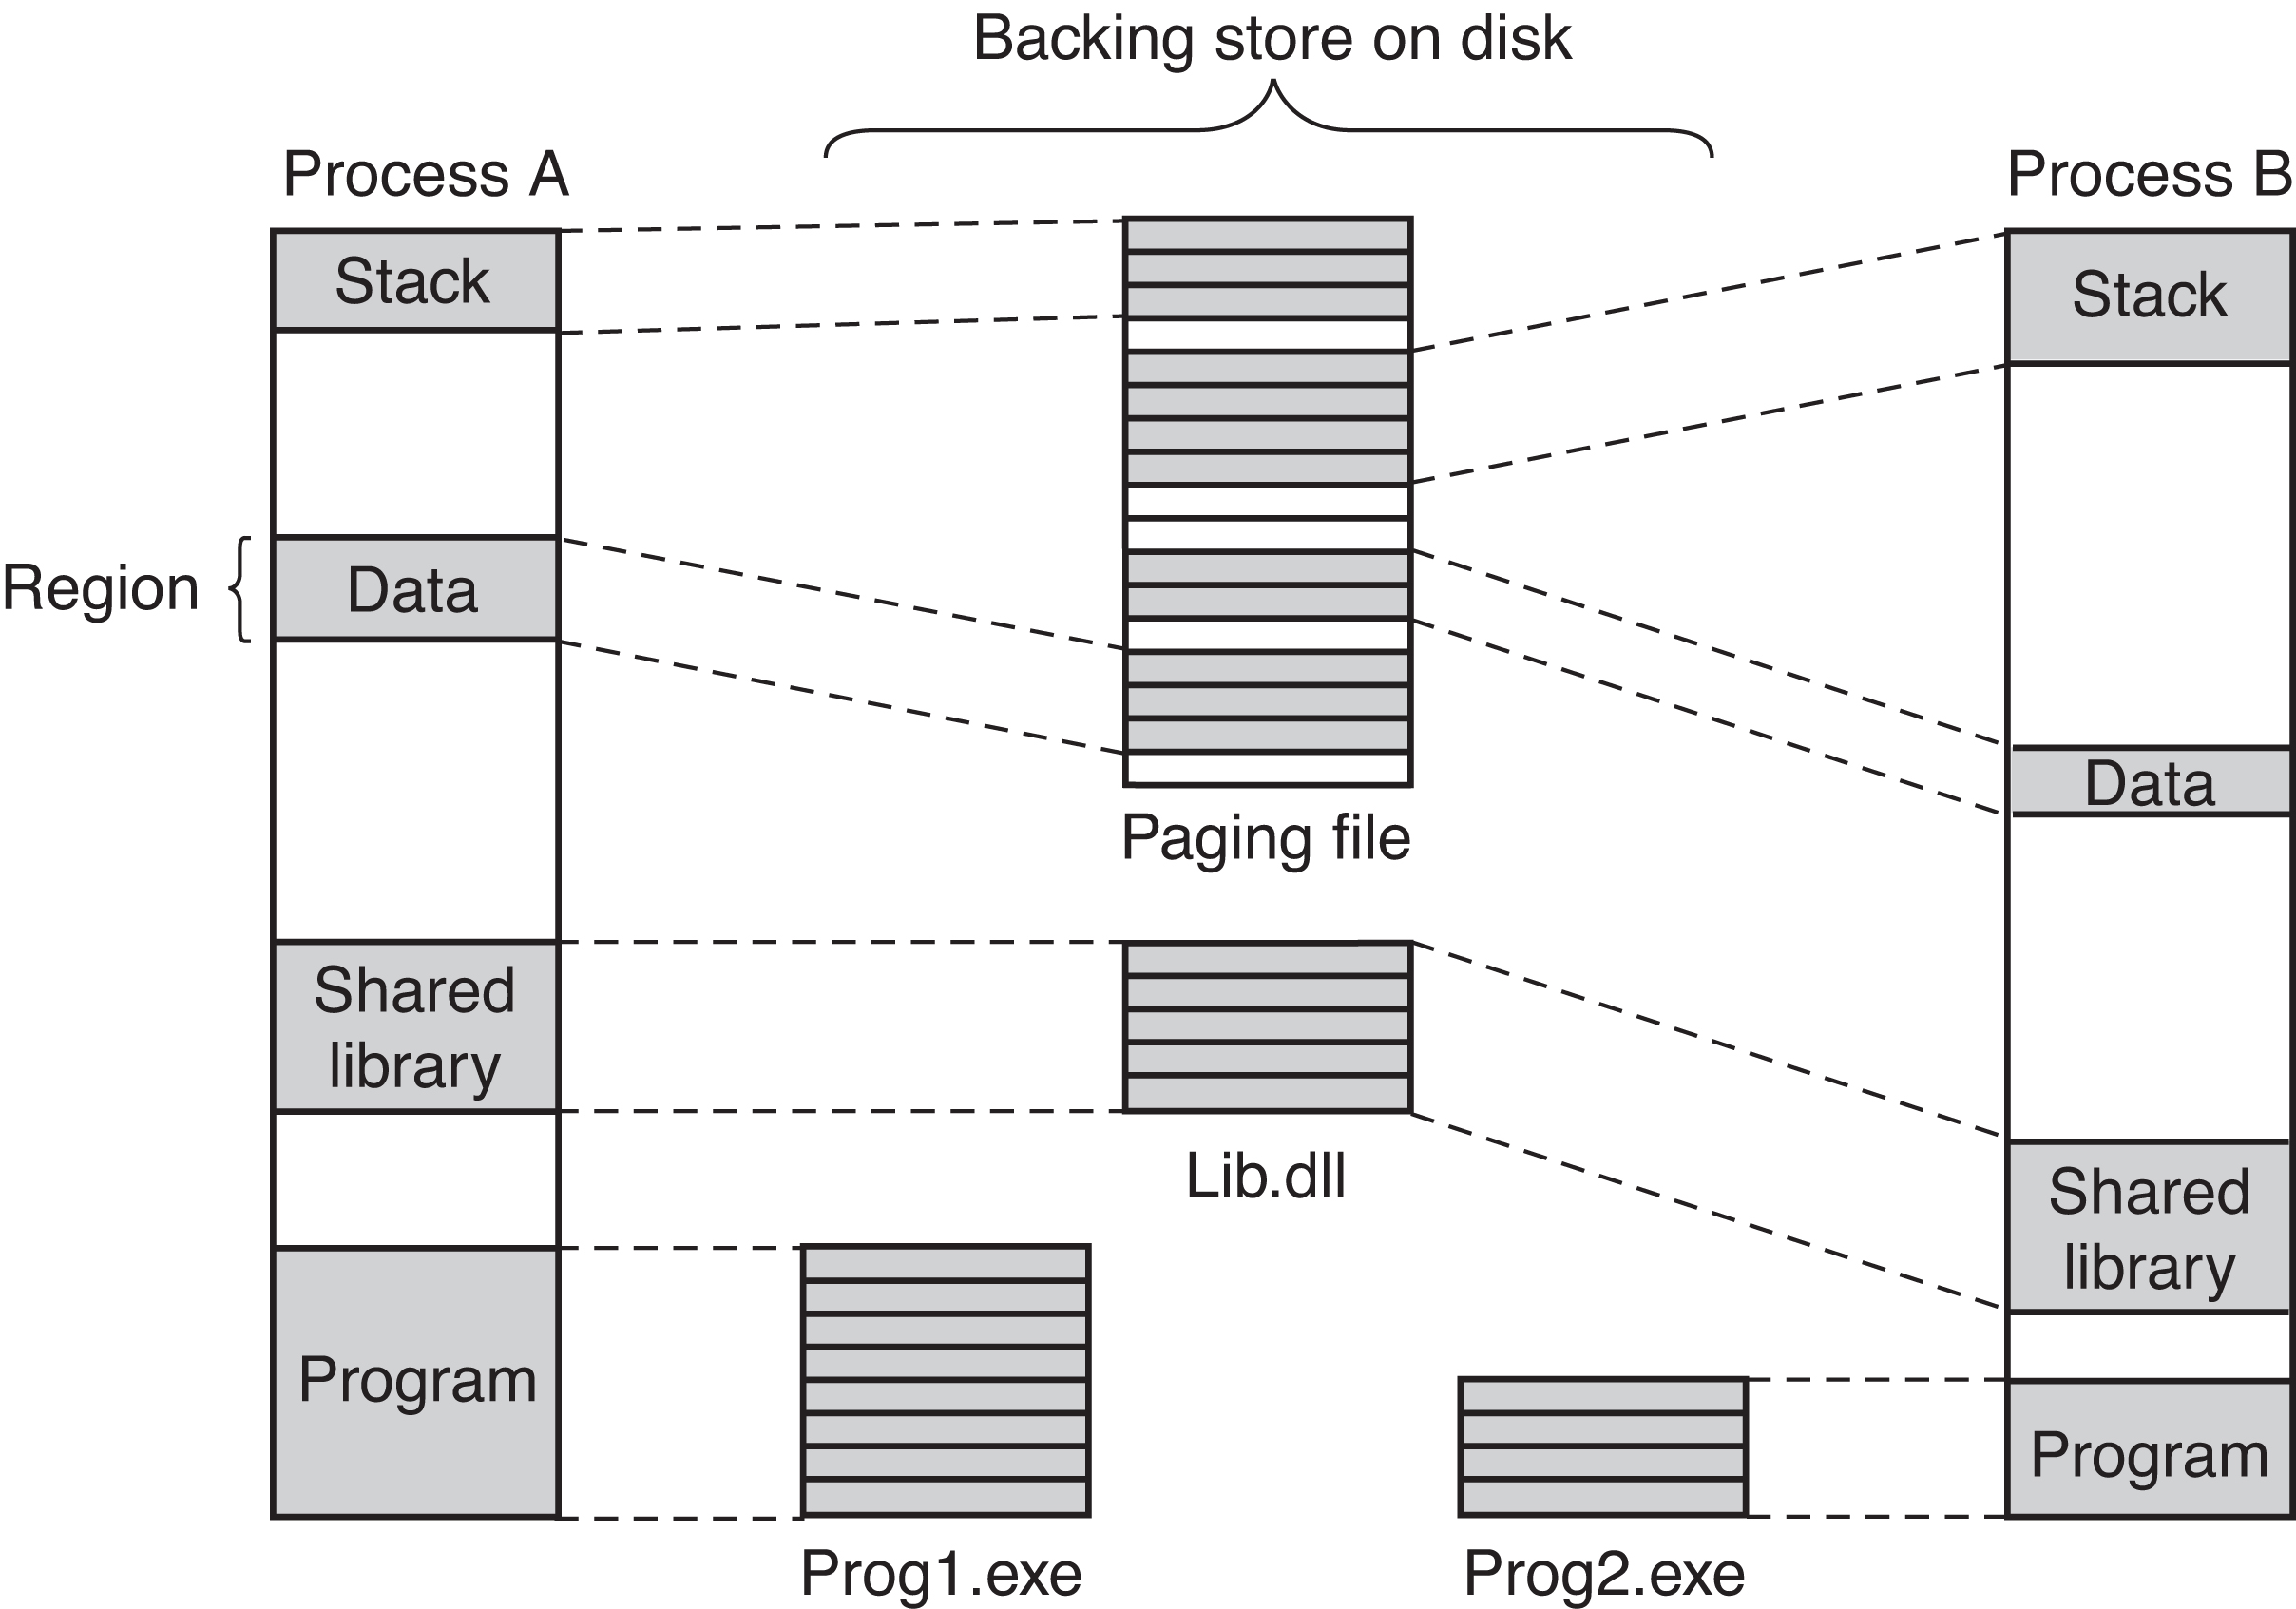 Backing store on disk
Process A
Process B
Stack
Stack
Region
Data
Data
Paging file
Shared
library
Lib.dll
Shared
library
Program
Program
Prog1.exe
Prog2.exe